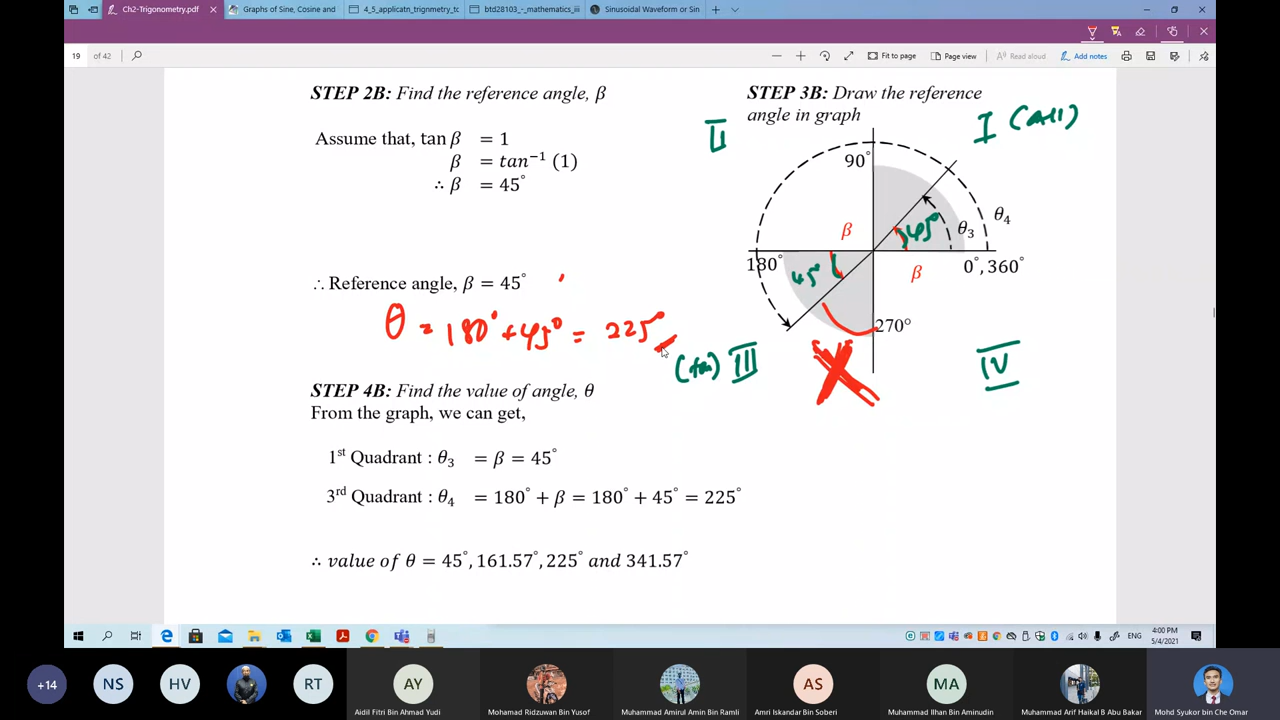 Ch2-Trigonometry.pdf
Graphs of Sine, Cosine and
4_5_applicatn_trignmetry_tc
btd28103_-_mathematics_iii
Sinusoidal Waveform or Sin
19 of 42
Fit to page
Page view
Read aloud
Add notes
STEP 2B: Find the reference angle, β
Assume that, tan β = 1
β = tan⁻¹ (1)
∴ β = 45°
∴ Reference angle, β = 45°
θ = 180° + 45° = 225°
STEP 3B: Draw the reference
angle in graph
II
I (All)
90°
θ₄
β
45°
θ₃
180°
45°
β
0°, 360°
270°
(tan) III
IV
STEP 4B: Find the value of angle, θ
From the graph, we can get,
1st Quadrant : θ₃ = β = 45°
3rd Quadrant : θ₄ = 180° + β = 180° + 45° = 225°
∴ value of θ = 45°, 161.57°, 225° and 341.57°
ENG
4:00 PM
5/4/2021
+14
NS
HV
RT
AY
AS
MA
Aidil Fitri Bin Ahmad Yudi
Mohamad Ridzuwan Bin Yusof
Muhammad Amirul Amin Bin Ramli
Amri Iskandar Bin Soberi
Muhammad Ilhan Bin Aminudin
Muhammad Arif Haikal B Abu Bakar
Mohd Syukor Bin Che Omar